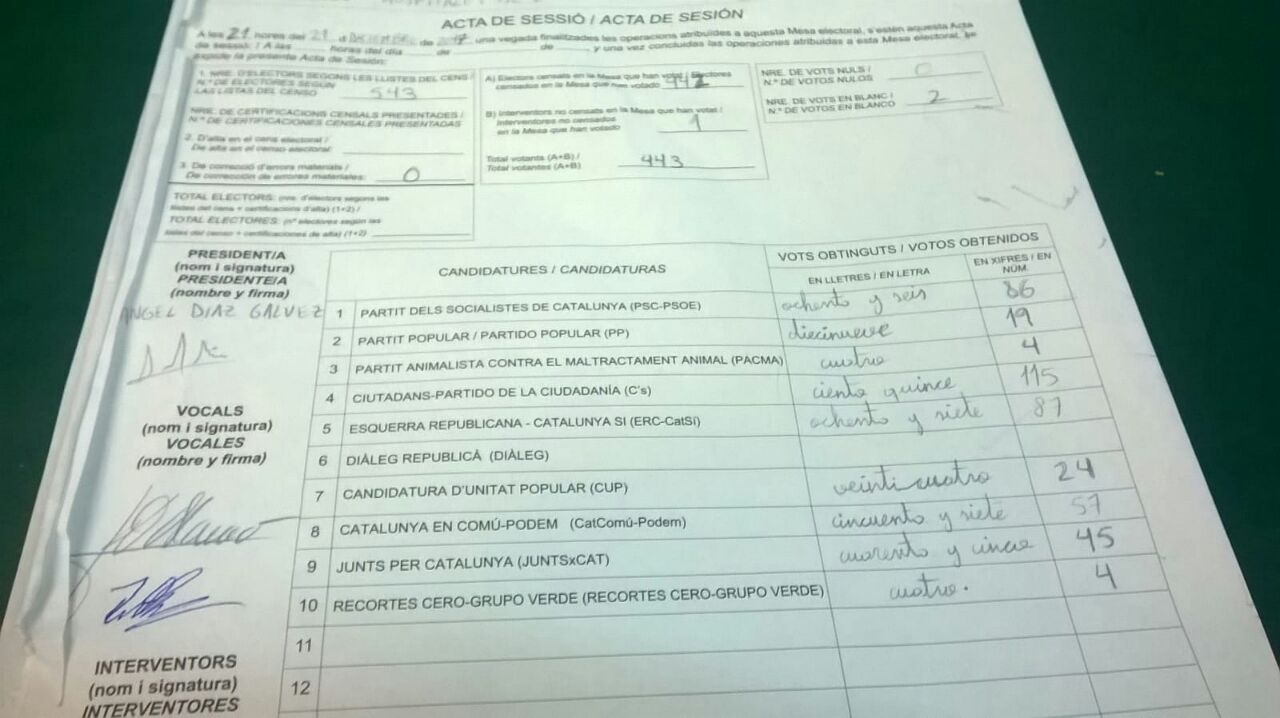 HOSPITALET DE
ACTA DE SESSIÓ / ACTA DE SESIÓN
A les 21 hores del 21 d DICIEMBRE de 2017 una vegada finalitzades les operacions atribuïdes a aquesta Mesa electoral, s'estén aquesta Acta
de sessió: / A las horas del día de de , y una vez concluidas las operaciones atribuidas a esta Mesa electoral, se
expide la presente Acta de Sesión:
1. NRE. D'ELECTORS SEGONS LES LLISTES DEL CENS /
N.º DE ELECTORES SEGÚN
LAS LISTAS DEL CENSO 543
NRE. DE CERTIFICACIONS CENSALS PRESENTADES /
N.º DE CERTIFICACIONES CENSALES PRESENTADAS
2. D'alta en el cens electoral /
De alta en el censo electoral:
3. De correcció d'errors materials /
De corrección de errores materiales: 0
TOTAL ELECTORS: (nre. d'electors segons les
llistes del cens + certificacions d'alta) (1+2) /
TOTAL ELECTORES: (nº electores según las
listas del censo + certificaciones de alta) (1+2)
A) Electors censats en la Mesa que han votat / Electores
censados en la Mesa que han votado 442
B) Interventors no censats en la Mesa que han votat /
Interventores no censados
en la Mesa que han votado 1
Total votants (A+B) /
Total votantes (A+B) 443
NRE. DE VOTS NULS /
N.º DE VOTOS NULOS 0
NRE. DE VOTS EN BLANC /
N.º DE VOTOS EN BLANCO 2
PRESIDENT/A
(nom i signatura)
PRESIDENTE/A
(nombre y firma)
ANGEL DIAZ GALVEZ
VOCALS
(nom i signatura)
VOCALES
(nombre y firma)
INTERVENTORS
(nom i signatura)
INTERVENTORES
CANDIDATURES / CANDIDATURAS
VOTS OBTINGUTS / VOTOS OBTENIDOS
EN LLETRES / EN LETRA
EN XIFRES / EN
NÚM.
1 PARTIT DELS SOCIALISTES DE CATALUNYA (PSC-PSOE) ochenta y seis 86
2 PARTIT POPULAR / PARTIDO POPULAR (PP) diecinueve 19
3 PARTIT ANIMALISTA CONTRA EL MALTRACTAMENT ANIMAL (PACMA) cuatro 4
4 CIUTADANS-PARTIDO DE LA CIUDADANÍA (C's) ciento quince 115
5 ESQUERRA REPUBLICANA - CATALUNYA SI (ERC-CatSí) ochenta y siete 87
6 DIÀLEG REPUBLICÀ (DIÀLEG)
7 CANDIDATURA D'UNITAT POPULAR (CUP) veinticuatro 24
8 CATALUNYA EN COMÚ-PODEM (CatComú-Podem) cincuenta y siete 57
9 JUNTS PER CATALUNYA (JUNTSxCAT) cuarenta y cinco 45
10 RECORTES CERO-GRUPO VERDE (RECORTES CERO-GRUPO VERDE) cuatro. 4
11
12